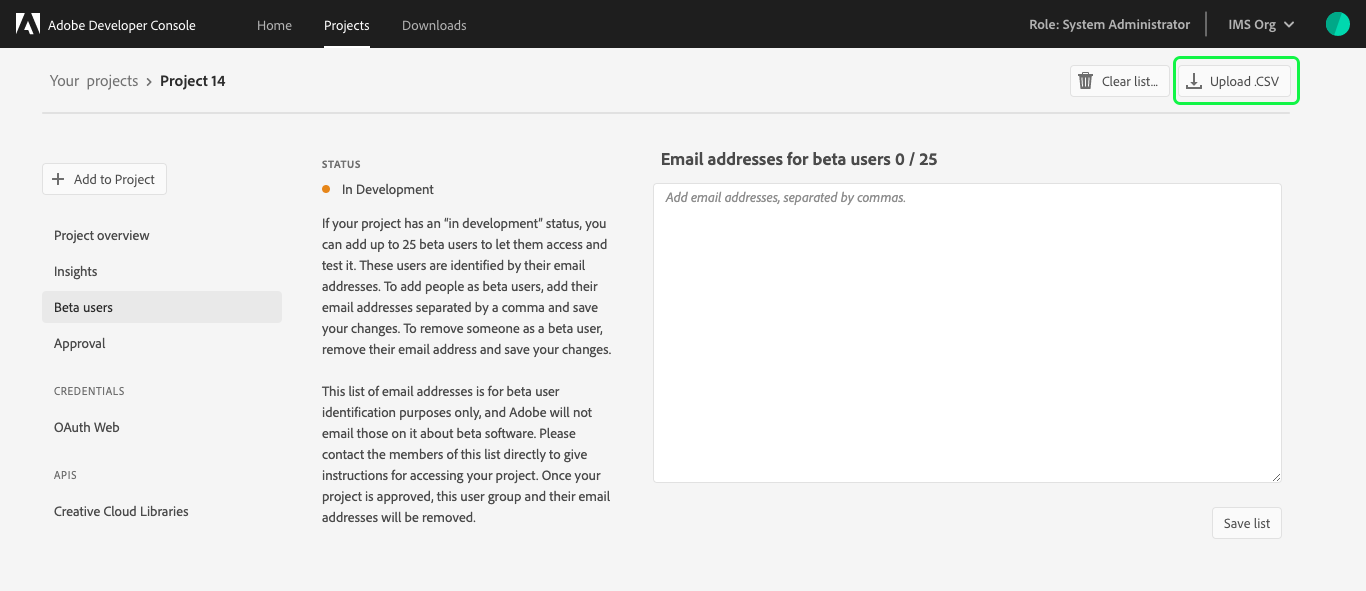 Adobe Developer Console
Home
Projects
Downloads
Role: System Administrator
IMS Org
Your projects › Project 14
Clear list...
Upload .CSV
Add to Project
Project overview
Insights
Beta users
Approval
CREDENTIALS
OAuth Web
APIS
Creative Cloud Libraries
STATUS
In Development
If your project has an “in development” status, you
can add up to 25 beta users to let them access and
test it. These users are identified by their email
addresses. To add people as beta users, add their
email addresses separated by a comma and save
your changes. To remove someone as a beta user,
remove their email address and save your changes.
This list of email addresses is for beta user
identification purposes only, and Adobe will not
email those on it about beta software. Please
contact the members of this list directly to give
instructions for accessing your project. Once your
project is approved, this user group and their email
addresses will be removed.
Email addresses for beta users 0 / 25
Add email addresses, separated by commas.
Save list